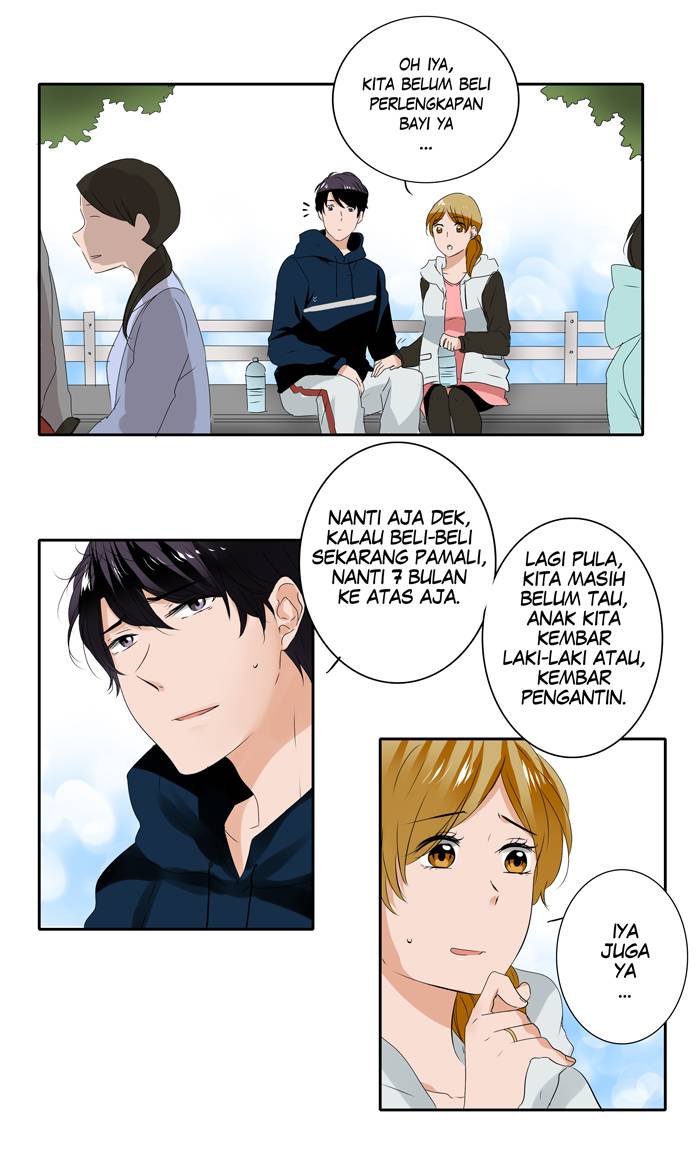 OH IYA,
KITA BELUM BELI
PERLENGKAPAN
BAYI YA
...
NANTI AJA DEK,
KALAU BELI-BELI
SEKARANG PAMALI,
NANTI 7 BULAN
KE ATAS AJA.
LAGI PULA,
KITA MASIH
BELUM TAU,
ANAK KITA
KEMBAR
LAKI-LAKI ATAU,
KEMBAR
PENGANTIN.
IYA
JUGA
YA
...